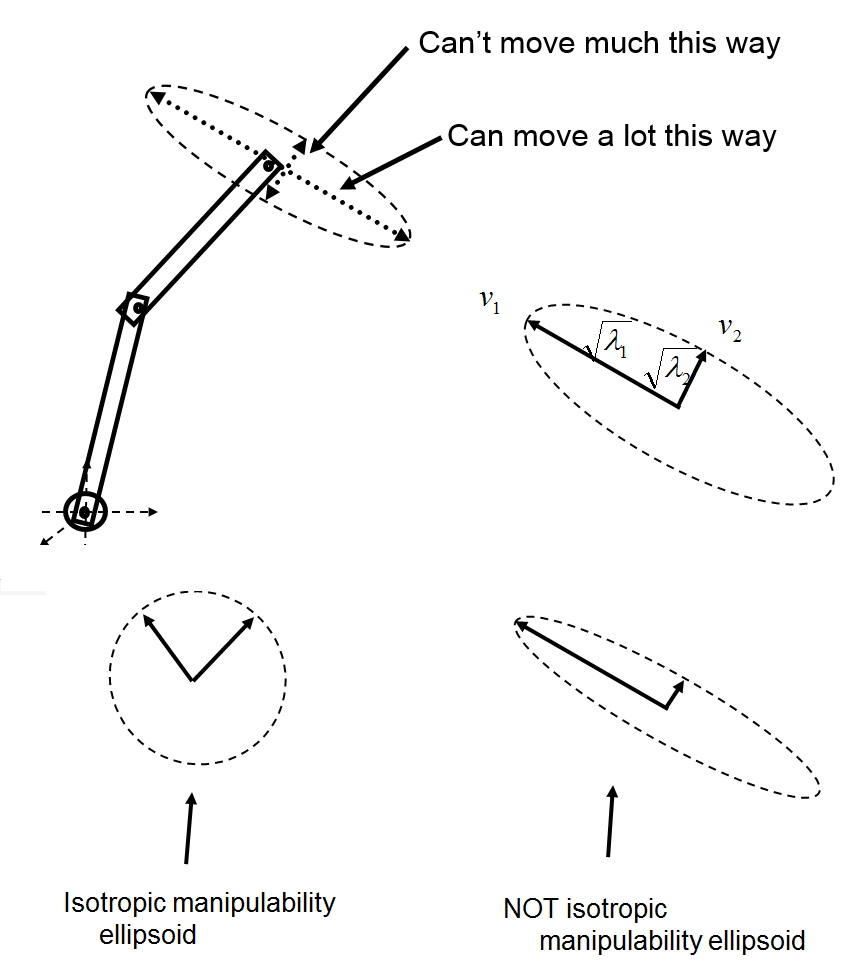 Can't move much this way
Can move a lot this way
v₁
v₂
√λ₁
√λ₂
Isotropic manipulability
ellipsoid
NOT isotropic
manipulability ellipsoid